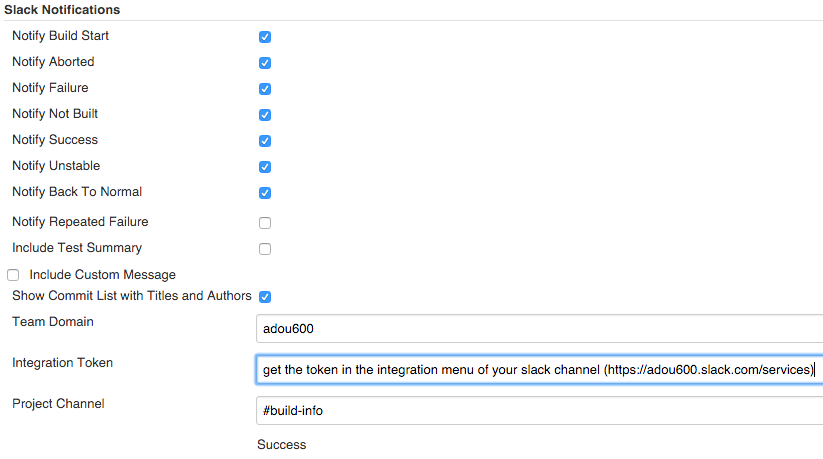 Slack Notifications
Notify Build Start
Notify Aborted
Notify Failure
Notify Not Built
Notify Success
Notify Unstable
Notify Back To Normal
Notify Repeated Failure
Include Test Summary
Include Custom Message
Show Commit List with Titles and Authors
Team Domain
adou600
Integration Token
get the token in the integration menu of your slack channel (https://adou600.slack.com/services)
Project Channel
#build-info
Success